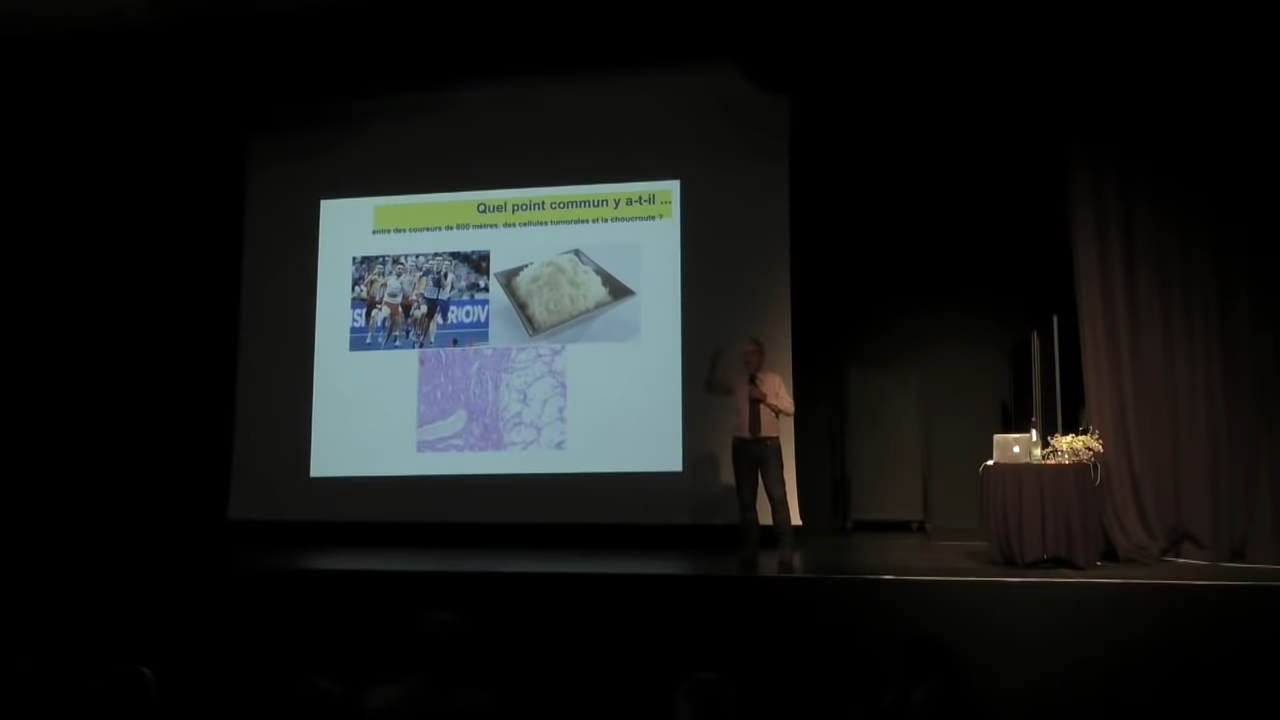 Quel point commun y a-t-il ...
entre des coureurs de 800 mètres, des cellules tumorales et la choucroute ?